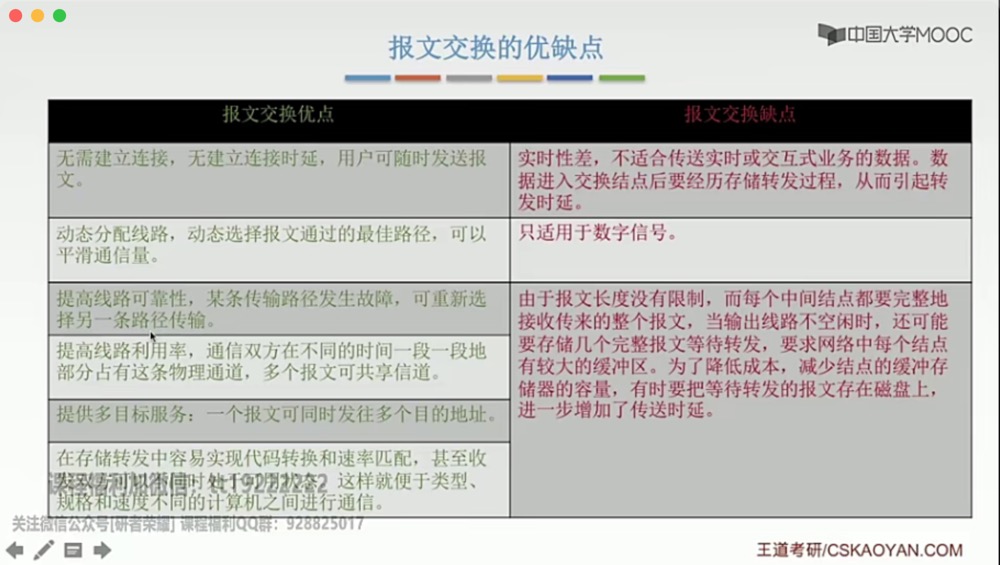 中国大学MOOC
报文交换的优缺点
报文交换优点
报文交换缺点
无需建立连接，无建立连接时延，用户可随时发送报
文。
实时性差，不适合传送实时或交互式业务的数据。数
据进入交换结点后要经历存储转发过程，从而引起转
发时延。
动态分配线路，动态选择报文通过的最佳路径，可以
平滑通信量。
只适用于数字信号。
提高线路可靠性，某条传输路径发生故障，可重新选
择另一条路径传输。
提高线路利用率，通信双方在不同的时间一段一段地
部分占有这条物理通道，多个报文可共享信道。
提供多目标服务：一个报文可同时发往多个目的地址。
在存储转发中容易实现代码转换和速率匹配，甚至收
这样就便于类型、
规格和速度不同的计算机之间进行通信。
由于报文长度没有限制，而每个中间结点都要完整地
接收传来的整个报文，当输出线路不空闲时，还可能
要存储几个完整报文等待转发，要求网络中每个结点
有较大的缓冲区。为了降低成本，减少结点的缓冲存
储器的容量，有时要把等待转发的报文存在磁盘上，
进一步增加了传送时延。
关注微信公众号[研者荣耀] 课程福利QQ群：928825017
王道考研/CSKAOYAN.COM